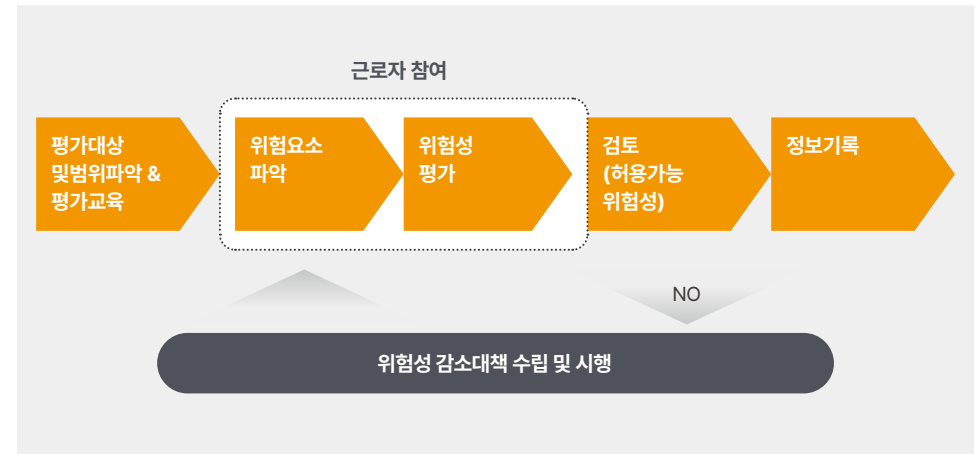 근로자 참여
평가대상
및범위파악 &
평가교육
위험요소
파악
위험성
평가
검토
(허용가능
위험성)
정보기록
NO
위험성 감소대책 수립 및 시행